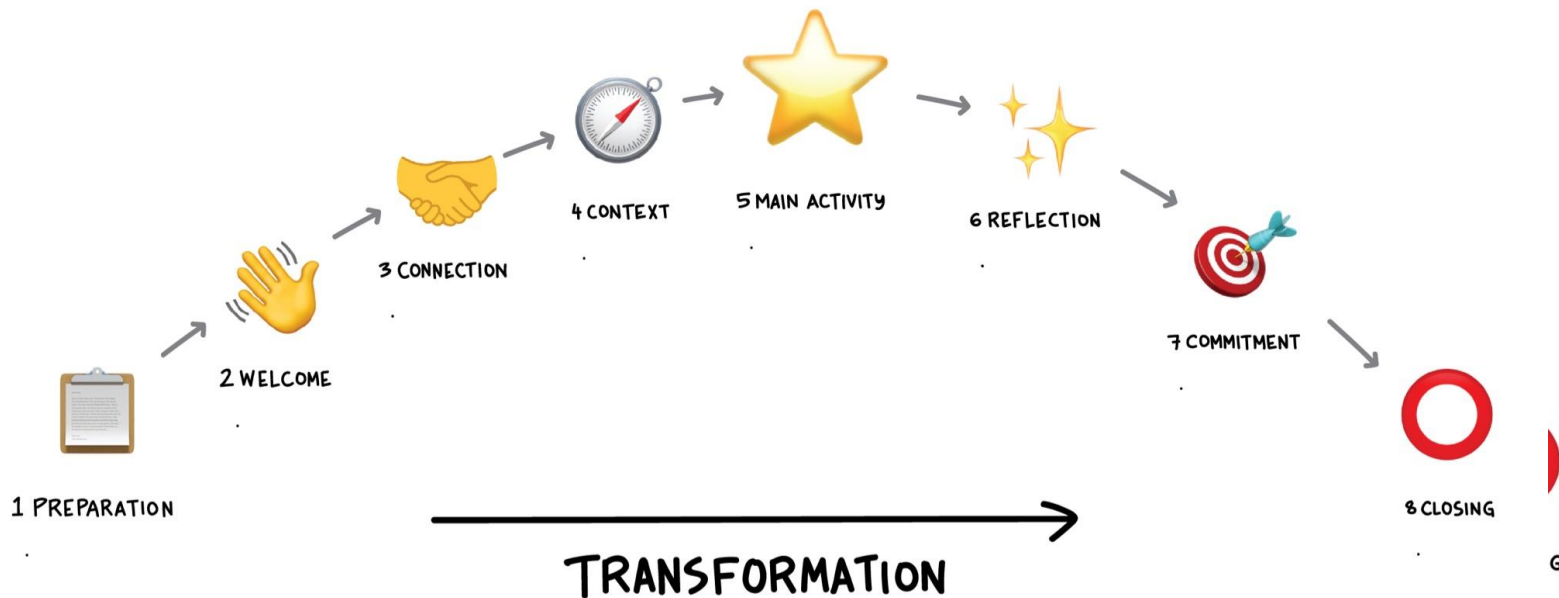 1 PREPARATION
2 WELCOME
3 CONNECTION
4 CONTEXT
5 MAIN ACTIVITY
6 REFLECTION
7 COMMITMENT
8 CLOSING
TRANSFORMATION